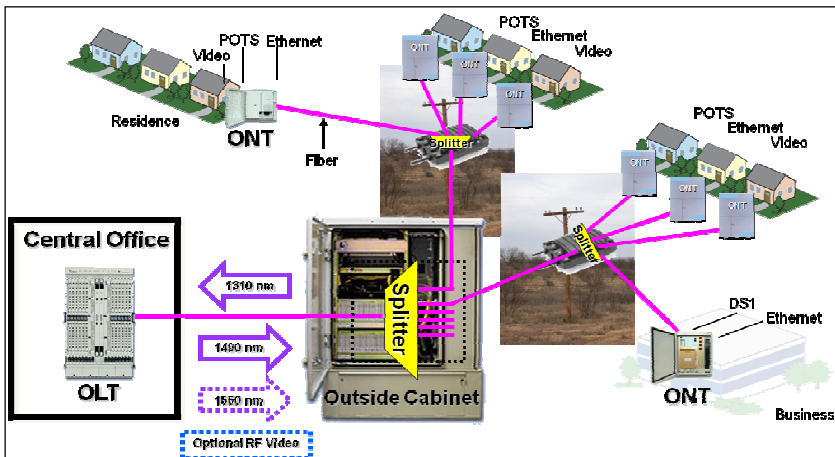 POTS
Ethernet
Video
Residence
ONT
Fiber
ONT
ONT
ONT
POTS
Ethernet
Video
Splitter
POTS
Ethernet
Video
ONT
ONT
ONT
Splitter
Central Office
OLT
1310 nm
1490 nm
1550 nm
Optional RF Video
Splitter
Outside Cabinet
DS1
Ethernet
ONT
Business